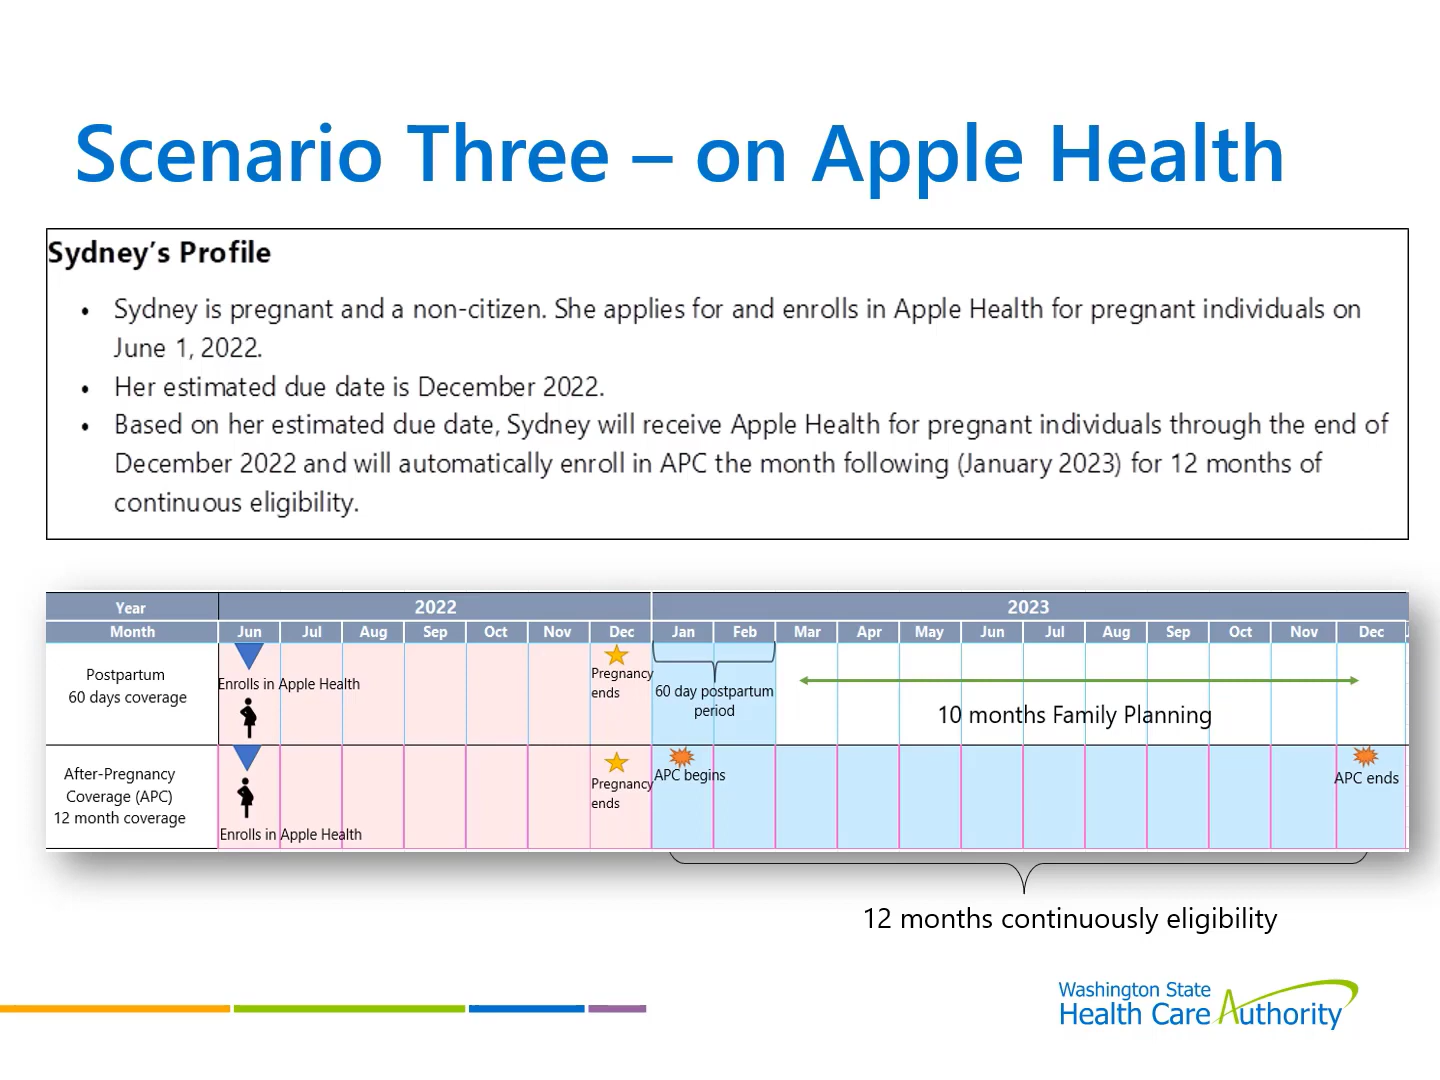 Scenario Three – on Apple Health
Sydney's Profile
• Sydney is pregnant and a non-citizen. She applies for and enrolls in Apple Health for pregnant individuals on
June 1, 2022.
• Her estimated due date is December 2022.
• Based on her estimated due date, Sydney will receive Apple Health for pregnant individuals through the end of
December 2022 and will automatically enroll in APC the month following (January 2023) for 12 months of
continuous eligibility.
Year 2022 2023
Month Jun Jul Aug Sep Oct Nov Dec Jan Feb Mar Apr May Jun Jul Aug Sep Oct Nov Dec
Postpartum
60 days coverage
Enrolls in Apple Health
Pregnancy
ends
60 day postpartum
period
10 months Family Planning
After-Pregnancy
Coverage (APC)
12 month coverage
Enrolls in Apple Health
Pregnancy
ends
APC begins
APC ends
12 months continuously eligibility
Washington State
Health Care Authority